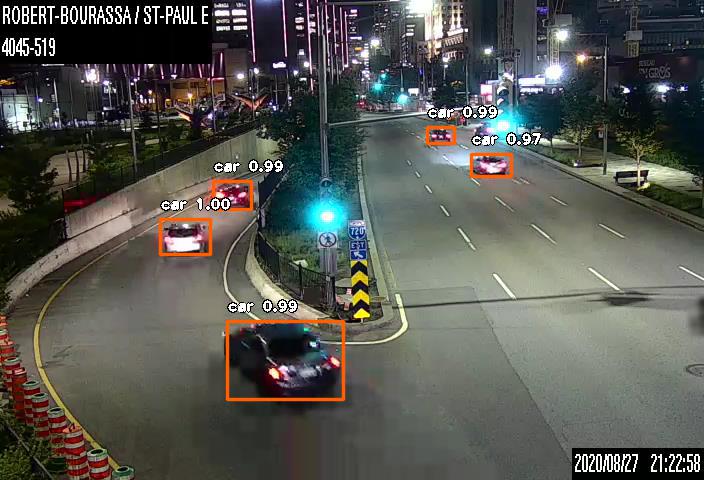 ROBERT-BOURASSA / ST-PAUL E
4045-519
car 0.99
car 0.97
car 0.99
car 1.00
720
EST
car 0.99
2020/08/27 21:22:58